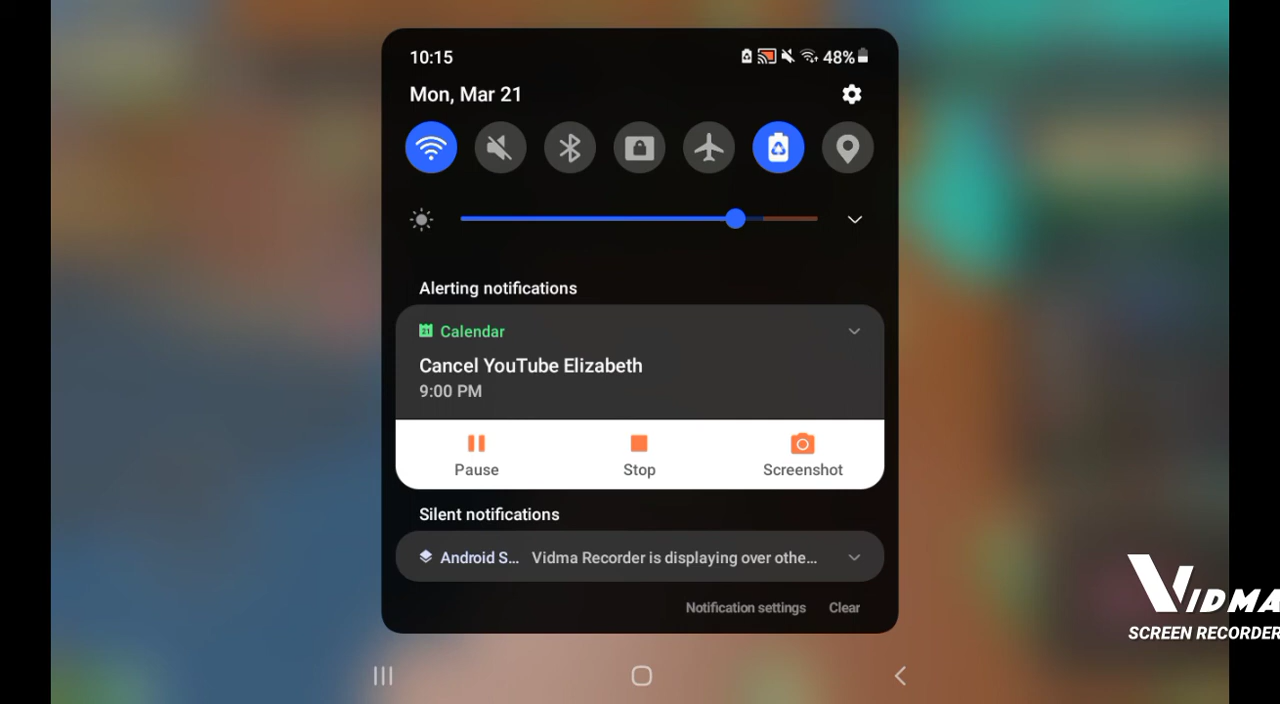 10:15
48%
Mon, Mar 21
Alerting notifications
21 Calendar
Cancel YouTube Elizabeth
9:00 PM
Pause
Stop
Screenshot
Silent notifications
Android S... Vidma Recorder is displaying over othe...
Notification settings
Clear
VIDMA
SCREEN RECORDER